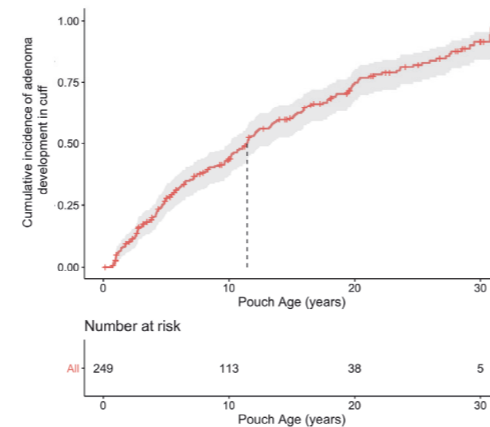 Cumulative incidence of adenoma
development in cuff
1.00
0.75
0.50
0.25
0.00
0 10 20 30
Pouch Age (years)
Number at risk
All 249 113 38 5
0 10 20 30
Pouch Age (years)